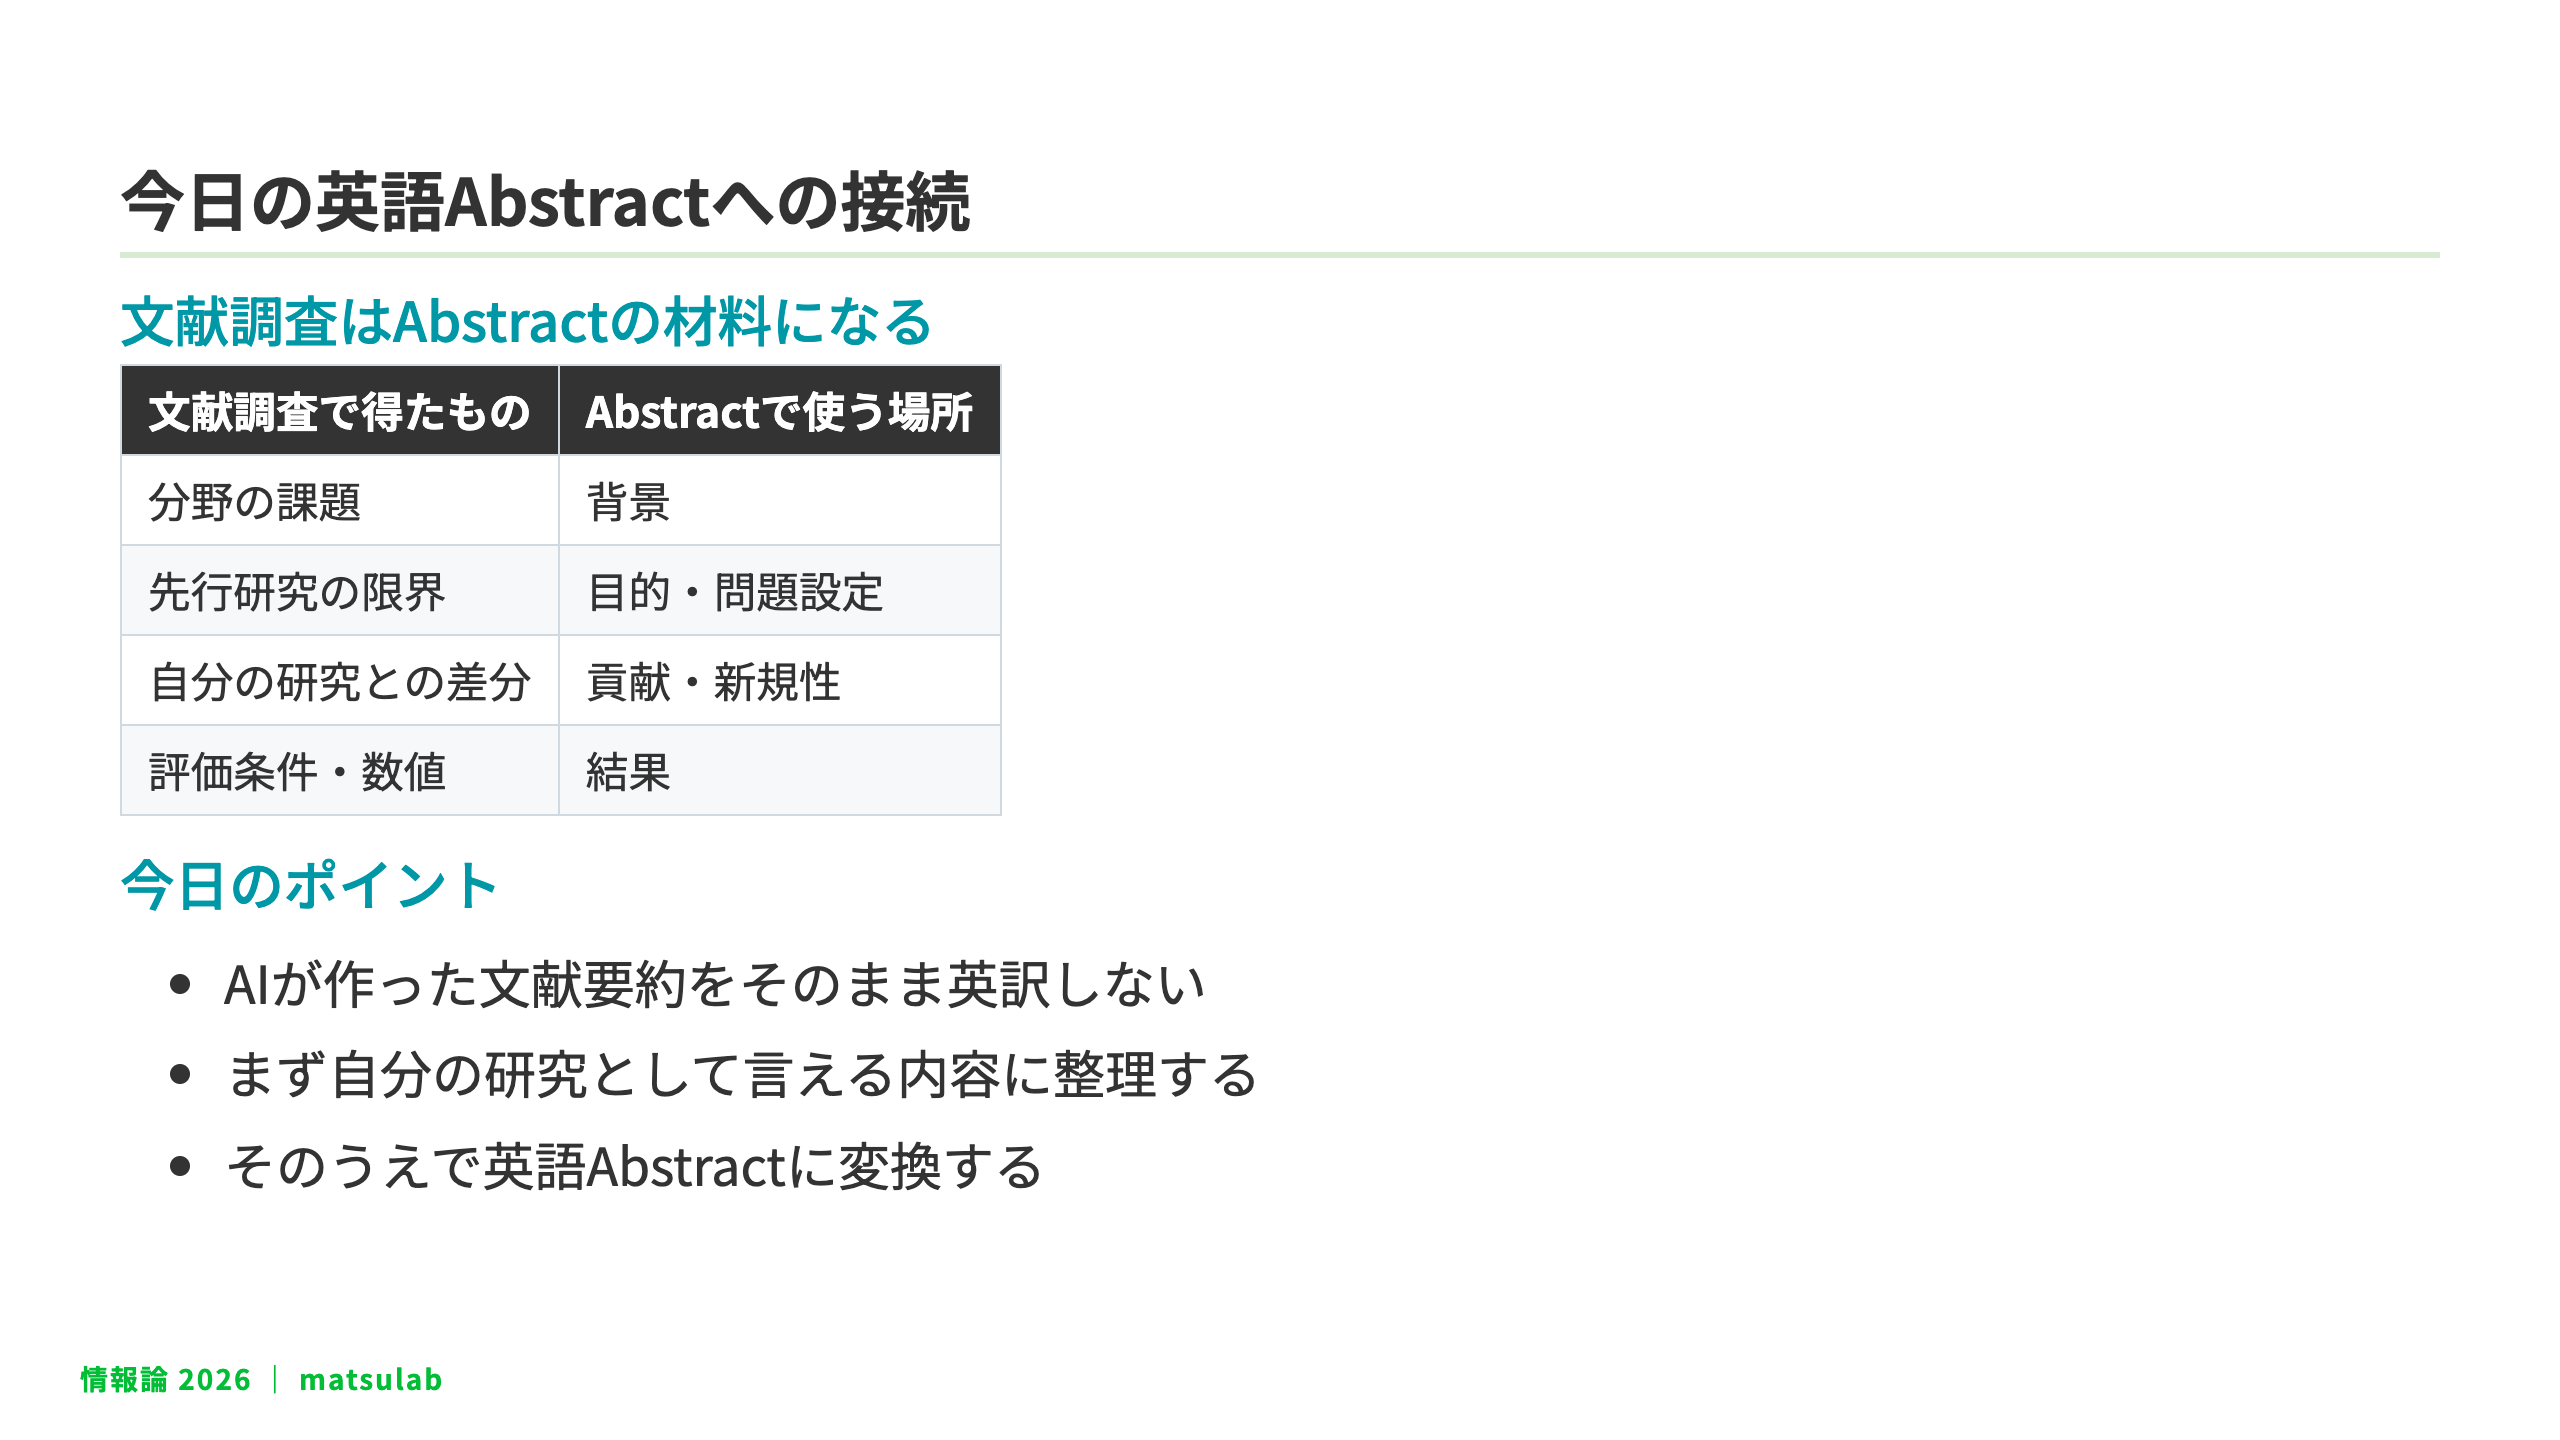 今日の英語Abstractへの接続
文献調査はAbstractの材料になる
文献調査で得たもの Abstractで使う場所
分野の課題 背景
先行研究の限界 目的・問題設定
自分の研究との差分 貢献・新規性
評価条件・数値 結果
今日のポイント
• AIが作った文献要約をそのまま英訳しない
• まず自分の研究として言える内容に整理する
• そのうえで英語Abstractに変換する
情報論 2026 | matsulab